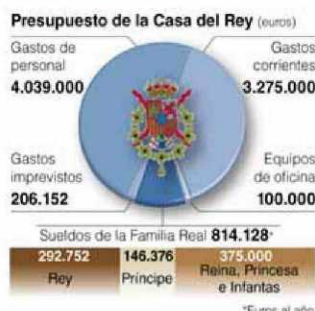 Presupuesto de la Casa del Rey (euros)
Gastos de
personal
4.039.000
Gastos
corrientes
3.275.000
Gastos
imprevistos
206.152
Equipos
de oficina
100.000
Sueldos de la Familia Real 814.128*
292.752
Rey
146.376
Príncipe
375.000
Reina, Princesa
e Infantas
*Euros al año